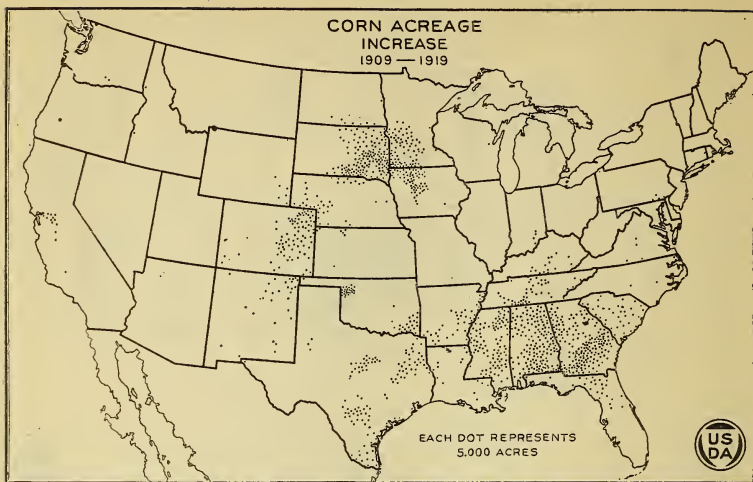 CORN ACREAGE
INCREASE
1909 — 1919
EACH DOT REPRESENTS
5,000 ACRES
US
DA